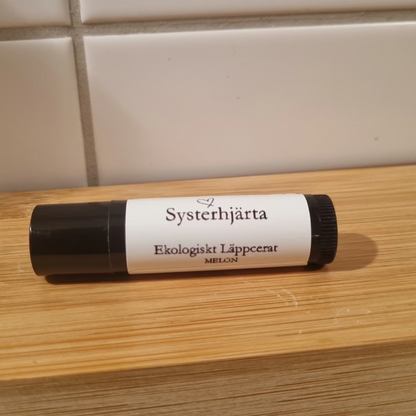 Systerhjärta
Ekologiskt Läppcerat
MELON